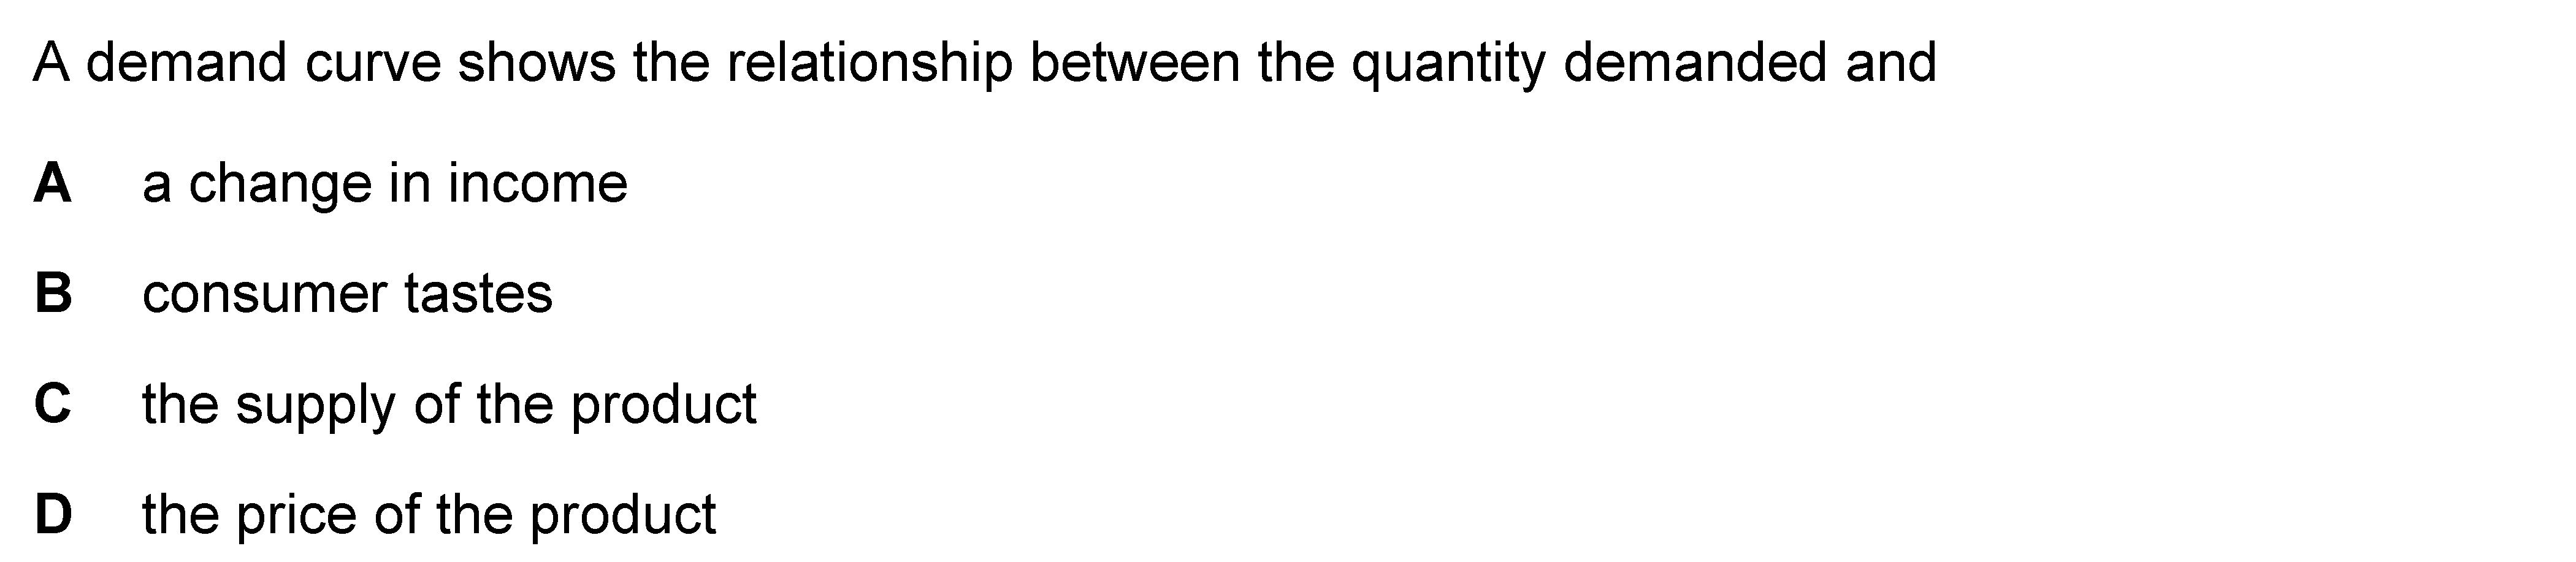 A demand curve shows the relationship between the quantity demanded and
A a change in income
B consumer tastes
C the supply of the product
D the price of the product